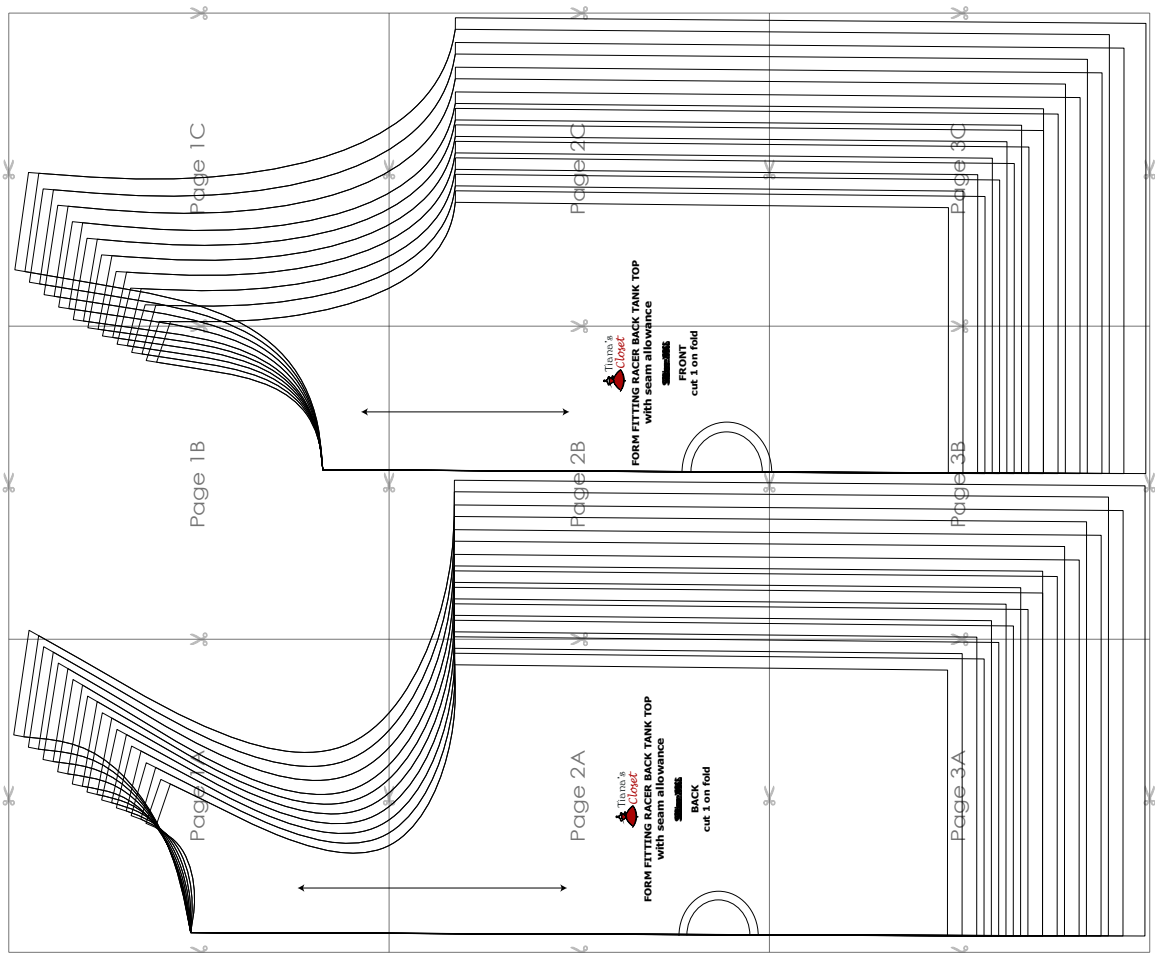 Page 1C
Page 2C
Page 3C
Tiana's
Closet
FORM FITTING RACER BACK TANK TOP
with seam allowance
FRONT
cut 1 on fold
Page 1B
Page 2B
Page 3B
Page 1A
Page 2A
Page 3A
Tiana's
Closet
FORM FITTING RACER BACK TANK TOP
with seam allowance
BACK
cut 1 on fold